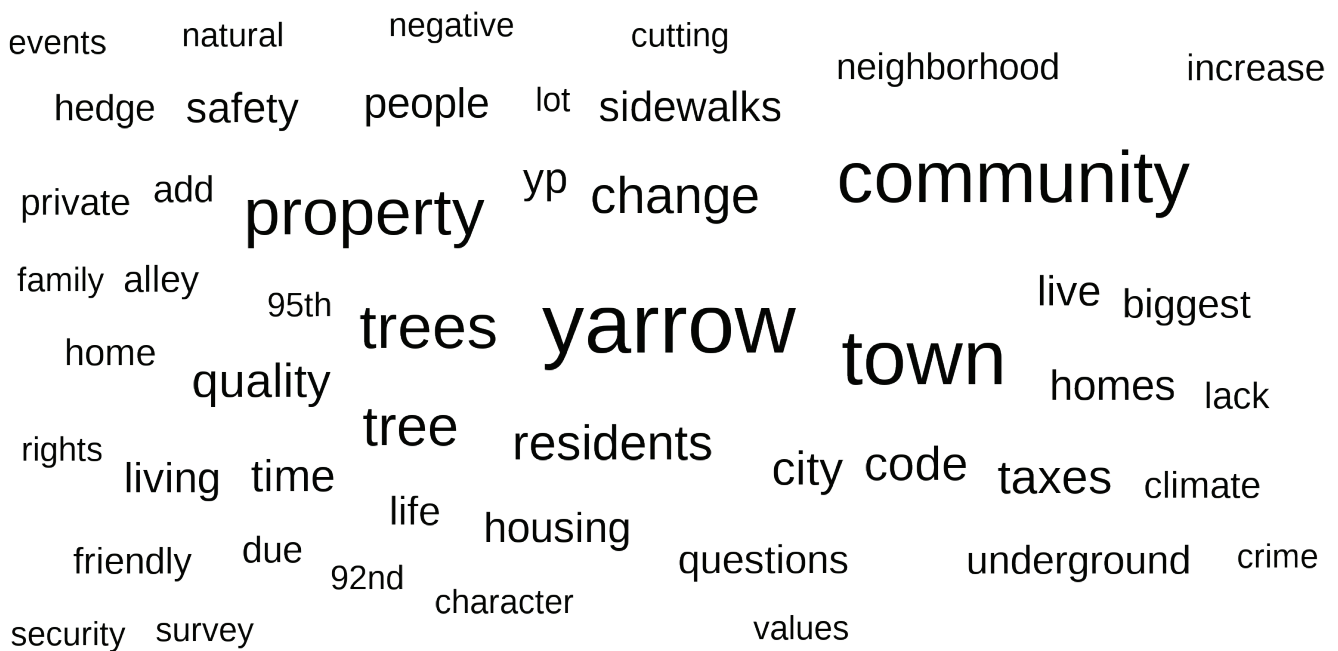 events natural negative cutting
neighborhood increase
hedge safety people lot sidewalks
community
private add property yp change
family alley live biggest
95th trees yarrow
home town
quality homes lack
tree residents
rights living time city code taxes climate
life housing
friendly due questions underground crime
92nd character
security survey values